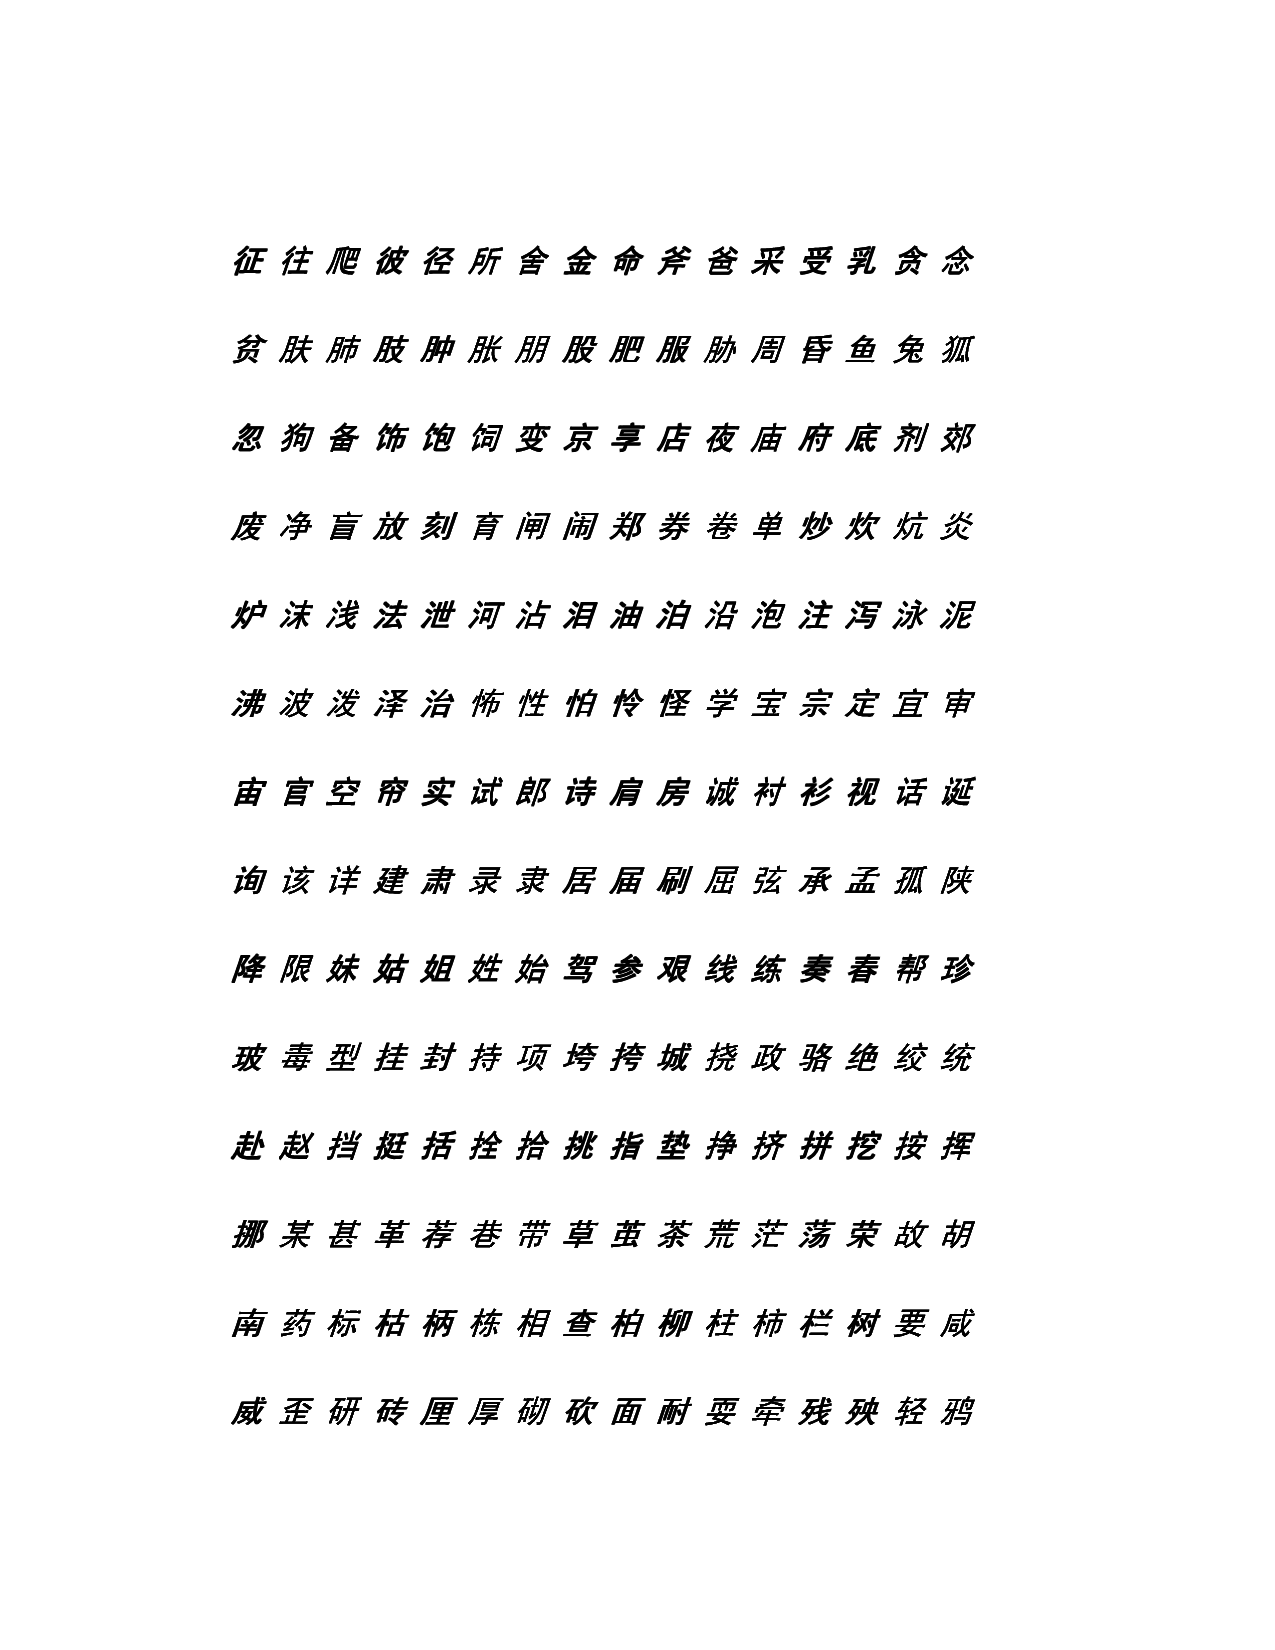 征往爬彼径所舍金命斧爸采受乳贪念
贫肤肺肢肿胀朋股肥服胁周昏鱼兔狐
忽狗备饰饱饲变京享店夜庙府底剂郊
废净盲放刻育闸闹郑券卷单炒炊炕炎
炉沫浅法泄河沾泪油泊沿泡注泻泳泥
沸波泼泽治怖性怕怜怪学宝宗定宜审
宙官空帘实试郎诗肩房诚衬衫视话诞
询该详建肃录隶居届刷屈弦承孟孤陕
降限妹姑姐姓始驾参艰线练奏春帮珍
玻毒型挂封持项垮挎城挠政骆绝绞统
赴赵挡挺括拴拾挑指垫挣挤拼挖按挥
挪某甚革荐巷带草茧茶荒茫荡荣故胡
南药标枯柄栋相查柏柳柱柿栏树要咸
威歪研砖厘厚砌砍面耐耍牵残殃轻鸦